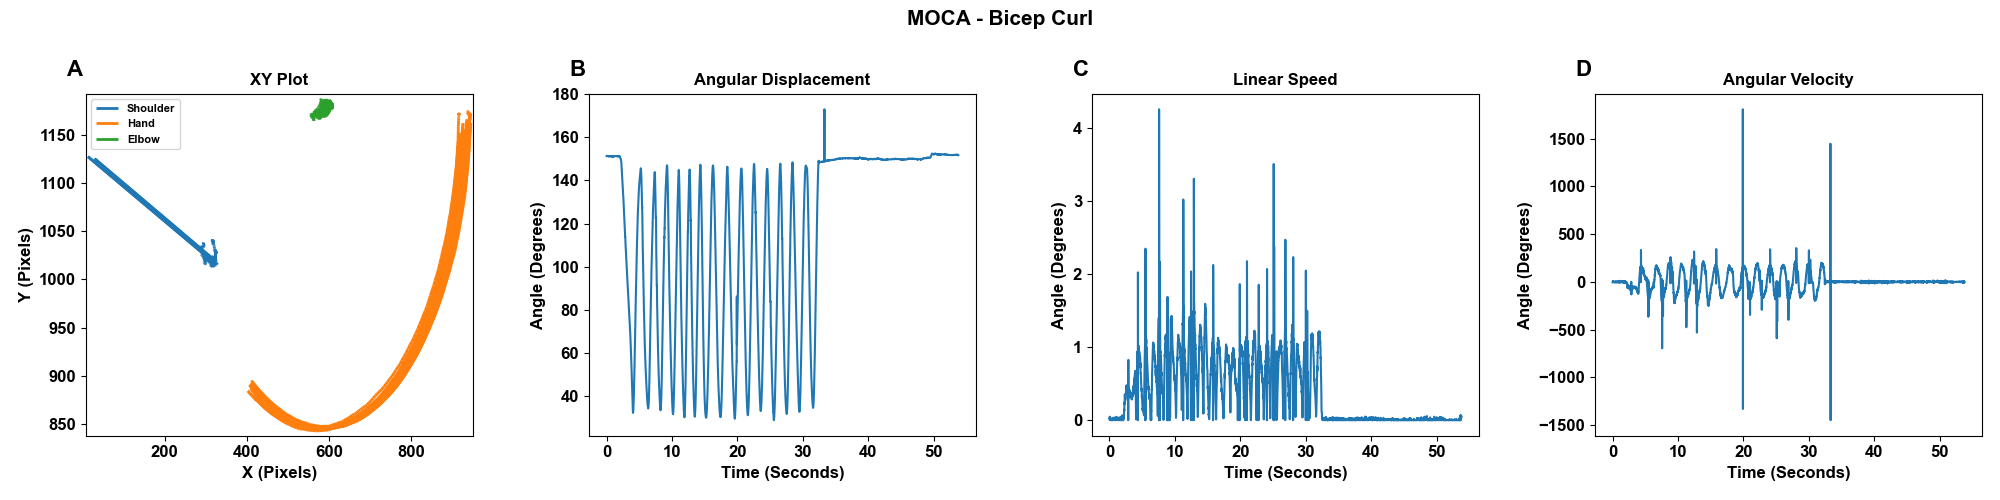 MOCA - Bicep Curl
A
XY Plot
Shoulder
Hand
Elbow
1150
1100
1050
1000
950
900
850
200
400
600
800
Y (Pixels)
X (Pixels)
B
Angular Displacement
180
160
140
120
100
80
60
40
0
10
20
30
40
50
Angle (Degrees)
Time (Seconds)
C
Linear Speed
4
3
2
1
0
0
10
20
30
40
50
Angle (Degrees)
Time (Seconds)
D
Angular Velocity
1500
1000
500
0
−500
−1000
−1500
0
10
20
30
40
50
Angle (Degrees)
Time (Seconds)